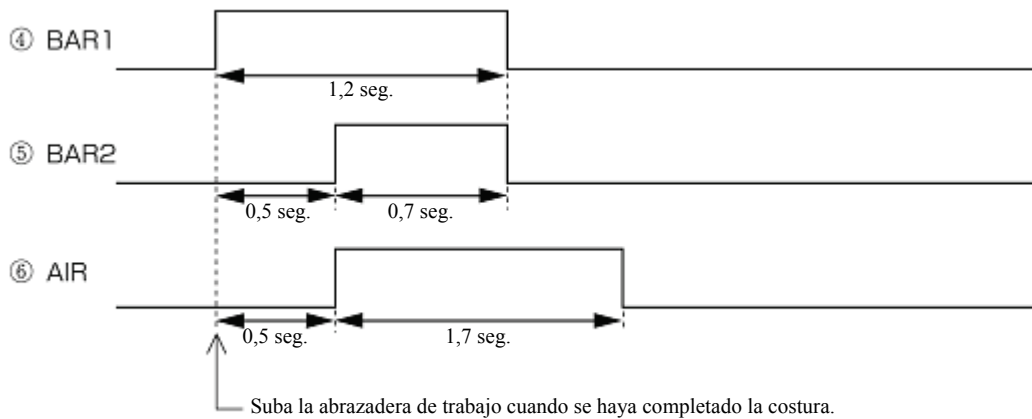 ④ BAR1
1,2 seg.
⑤ BAR2
0,5 seg.
0,7 seg.
⑥ AIR
0,5 seg.
1,7 seg.
Suba la abrazadera de trabajo cuando se haya completado la costura.